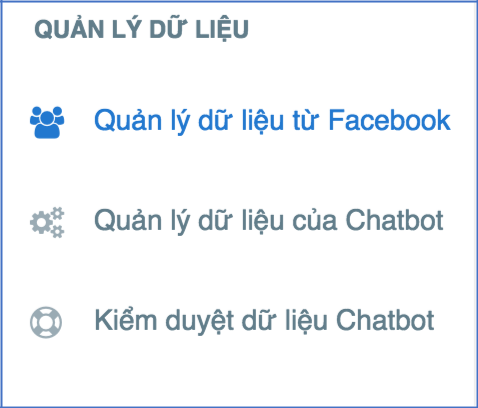 QUẢN LÝ DỮ LIỆU
Quản lý dữ liệu từ Facebook
Quản lý dữ liệu của Chatbot
Kiểm duyệt dữ liệu Chatbot